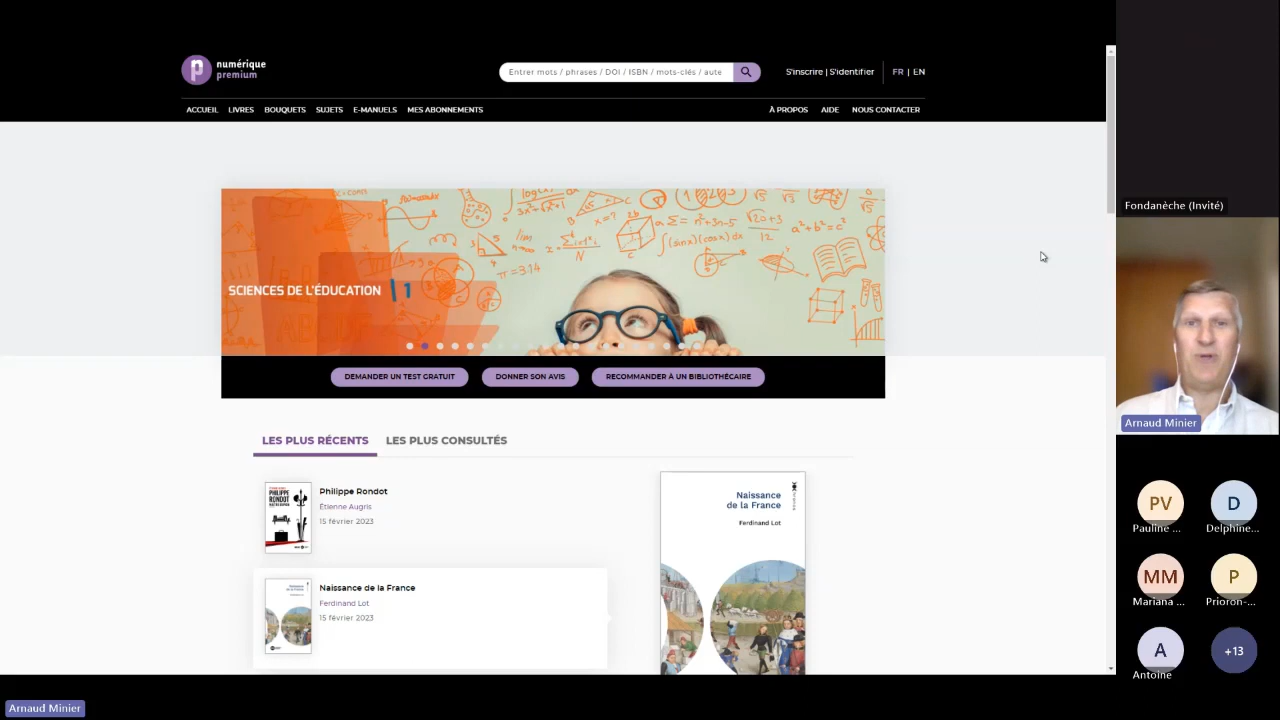 numérique
premium
Entrer mots / phrases / DOI / ISBN / mots-clés / aute
S'inscrire | S'identifier
FR | EN
ACCUEIL LIVRES BOUQUETS SUJETS E-MANUELS MES ABONNEMENTS
À PROPOS AIDE NOUS CONTACTER
SCIENCES DE L'ÉDUCATION | 1
DEMANDER UN TEST GRATUIT
DONNER SON AVIS
RECOMMANDER À UN BIBLIOTHÉCAIRE
LES PLUS RÉCENTS
LES PLUS CONSULTÉS
PHILIPPE
RONDOT
Philippe Rondot
Étienne Augris
15 février 2023
Naissance de la France
Ferdinand Lot
15 février 2023
Naissance
de la France
Ferdinand Lot
Fondanèche (Invité)
Arnaud Minier
PV
Pauline ...
D
Delphine...
MM
Mariana ...
P
Prioron-...
A
Antoine
+13
Arnaud Minier